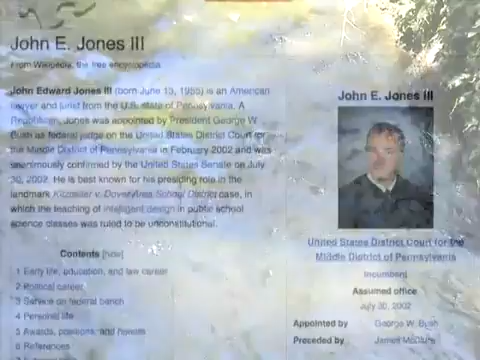 John E. Jones III
From Wikipedia, the free encyclopedia
John Edward Jones III (born June 13, 1955) is an American
lawyer and jurist from the U.S. state of Pennsylvania. A
Republican, Jones was appointed by President George W.
Bush as federal judge on the United States District Court for
the Middle District of Pennsylvania in February 2002 and was
unanimously confirmed by the United States Senate on July
30, 2002. He is best known for his presiding role in the
landmark Kitzmiller v. Dover Area School District case, in
which the teaching of intelligent design in public school
science classes was ruled to be unconstitutional.
Contents [hide]
1 Early life, education, and law career
2 Political career
3 Service on federal bench
4 Personal life
5 Awards, positions, and honors
6 References
John E. Jones III
United States District Court for the
Middle District of Pennsylvania
Incumbent
Assumed office
July 30, 2002
Appointed by George W. Bush
Preceded by James McClure